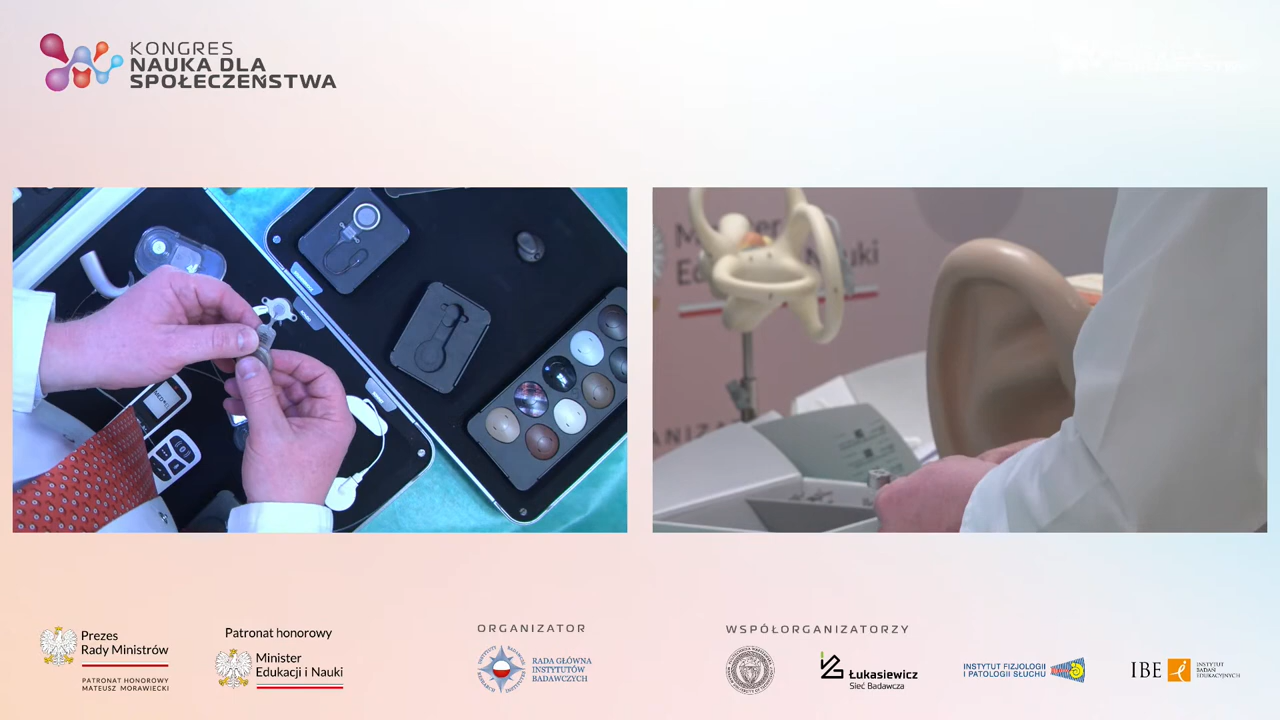 KONGRES
NAUKA DLA
SPOŁECZEŃSTWA
Nauki
Prezes
Rady Ministrów
PATRONAT HONOROWY
MATEUSZ MORAWIECKI
Patronat honorowy
Minister
Edukacji i Nauki
ORGANIZATOR
RADA GŁÓWNA
INSTYTUTÓW
BADAWCZYCH
WSPÓŁORGANIZATORZY
Łukasiewicz
Sieć Badawcza
INSTYTUT FIZJOLOGII
I PATOLOGII SŁUCHU
IBE
INSTYTUT
BADAŃ
EDUKACYJNYCH